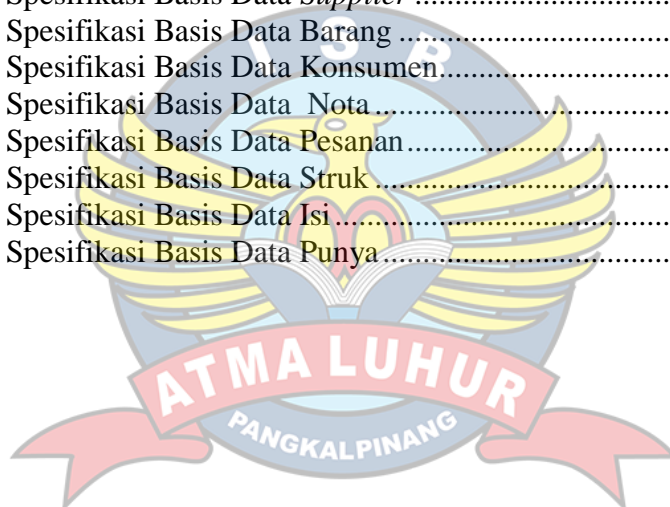 Spesifikasi Basis Data Supplier ....................................
Spesifikasi Basis Data Barang .......................................
Spesifikasi Basis Data Konsumen..................................
Spesifikasi Basis Data  Nota...........................................
Spesifikasi Basis Data Pesanan......................................
Spesifikasi Basis Data Struk ...........................................
Spesifikasi Basis Data Isi ................................................
Spesifikasi Basis Data Punya..........................................
I S B
ATMA LUHUR
PANGKALPINANG